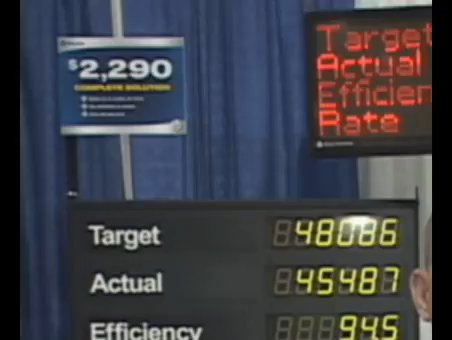 $2,290
COMPLETE SOLUTION
Target
Actual
Efficien
Rate
Target 48086
Actual 45487
Efficiency 94.5